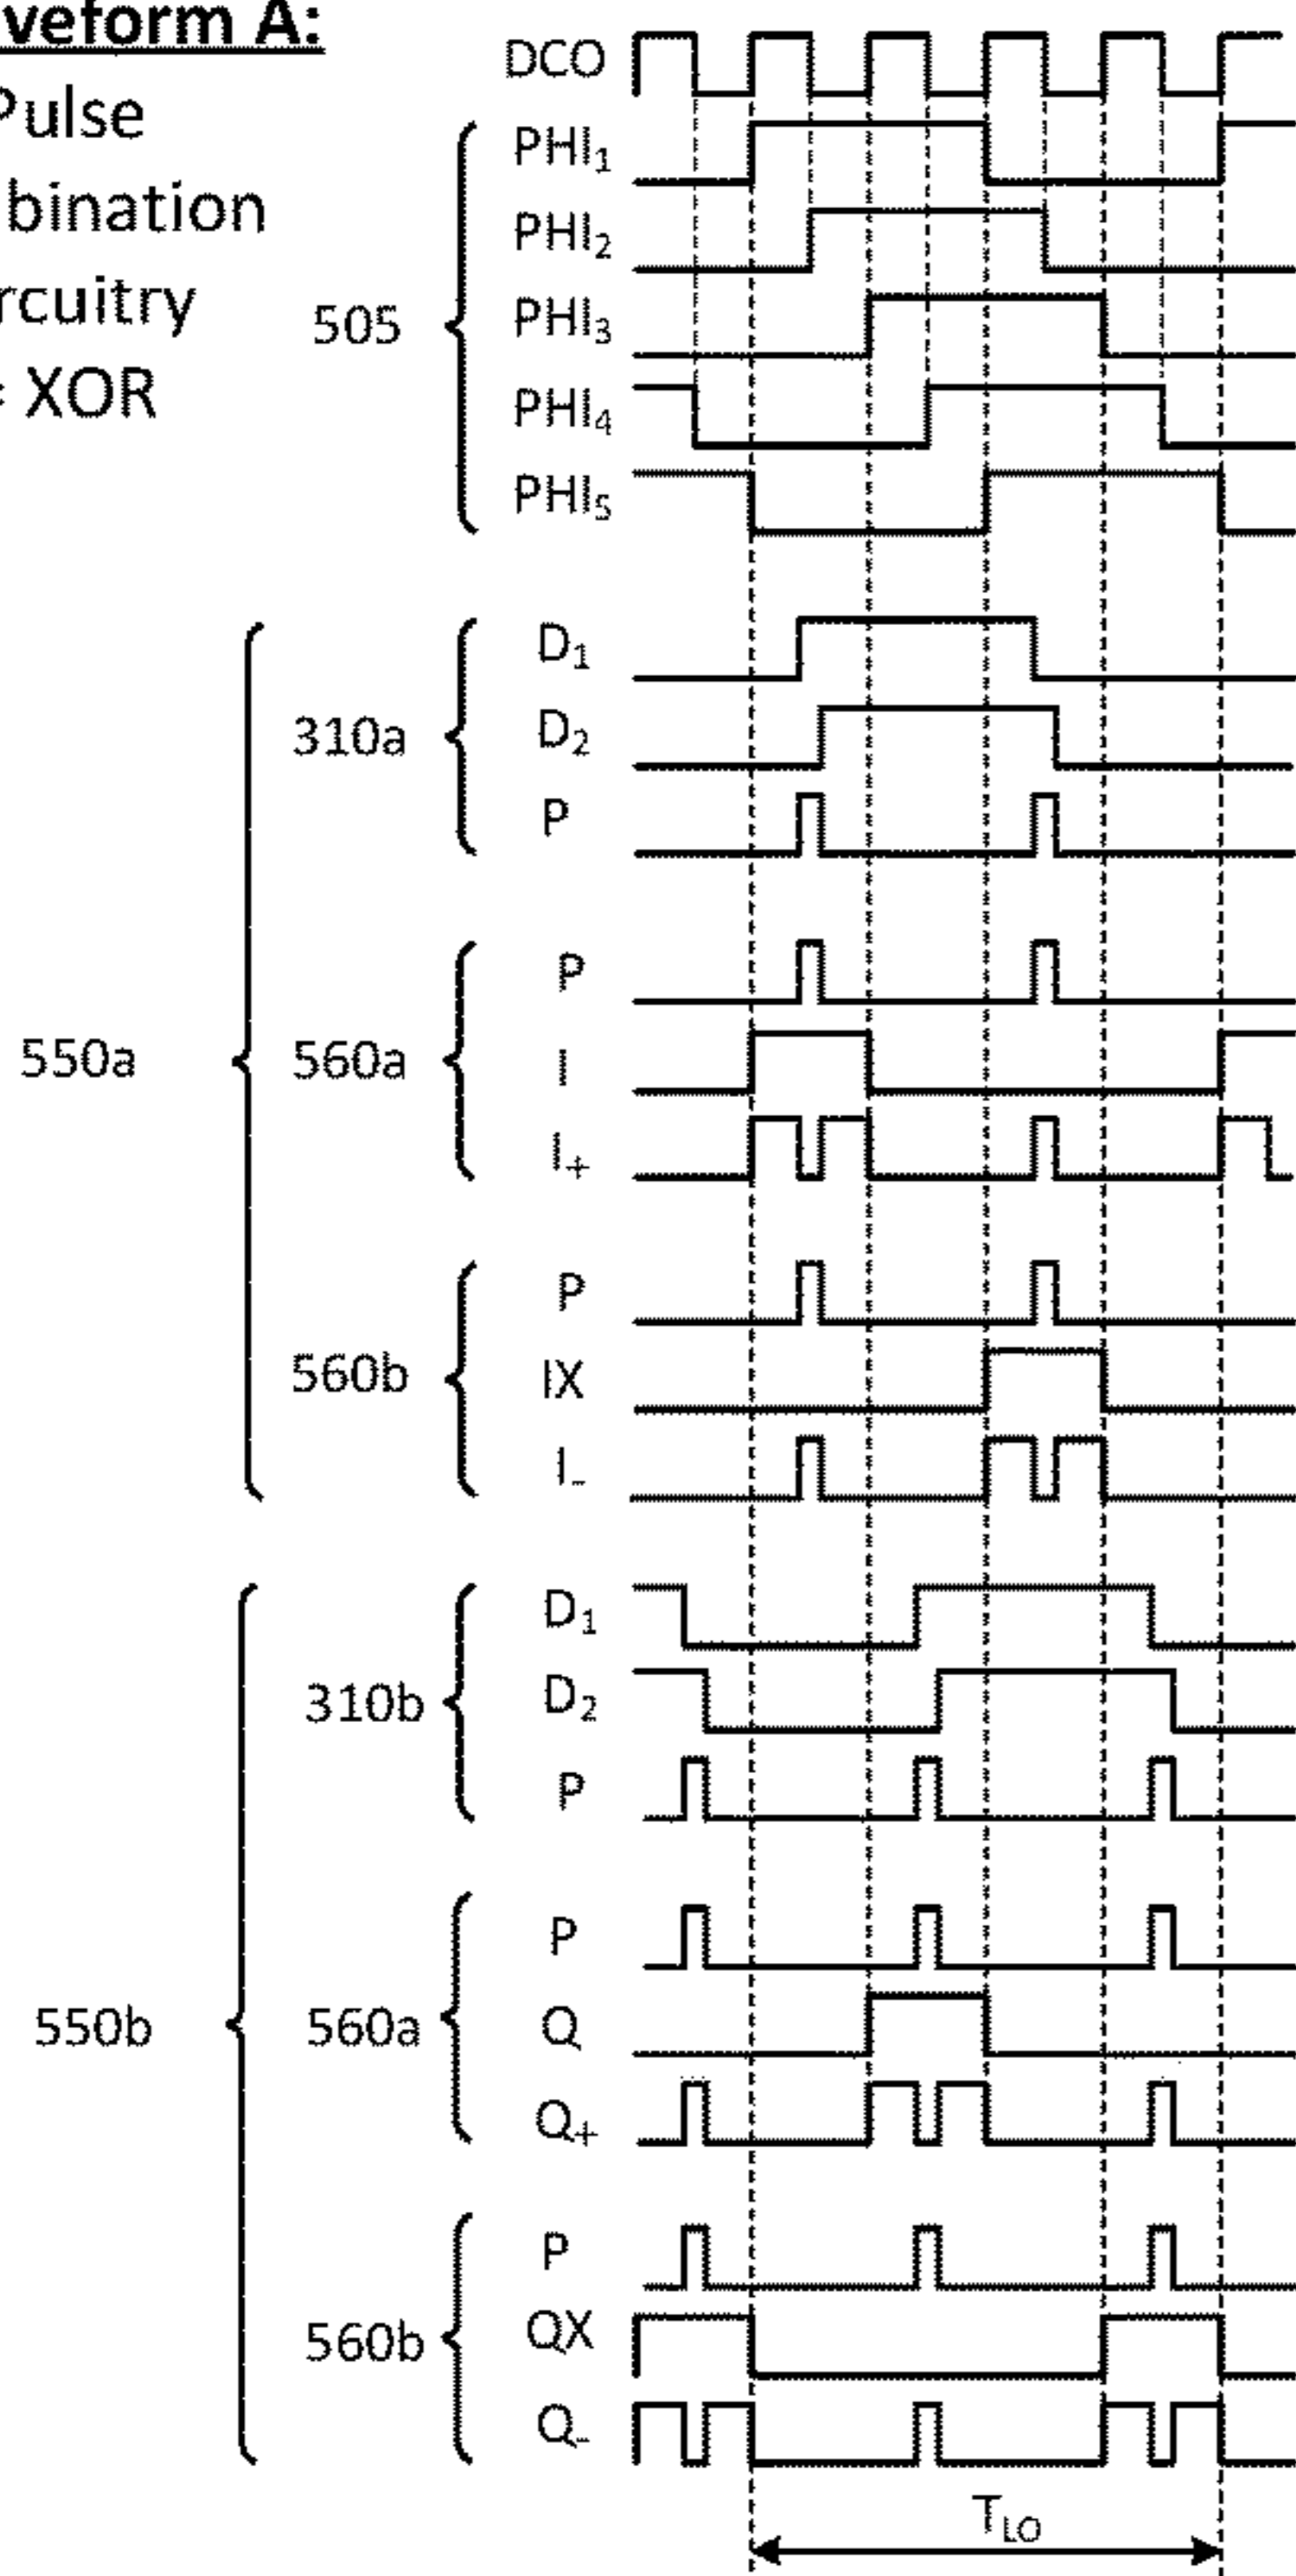 veform A:
Pulse
bination
rcuitry
= XOR
DCO
505
PHI₁
PHI₂
PHI₃
PHI₄
PHI₅
550a
310a
D₁
D₂
P
560a
P
I
I₊
560b
P
IX
I₋
550b
310b
D₁
D₂
P
560a
P
Q
Q₊
560b
P
QX
Q₋
T_LO